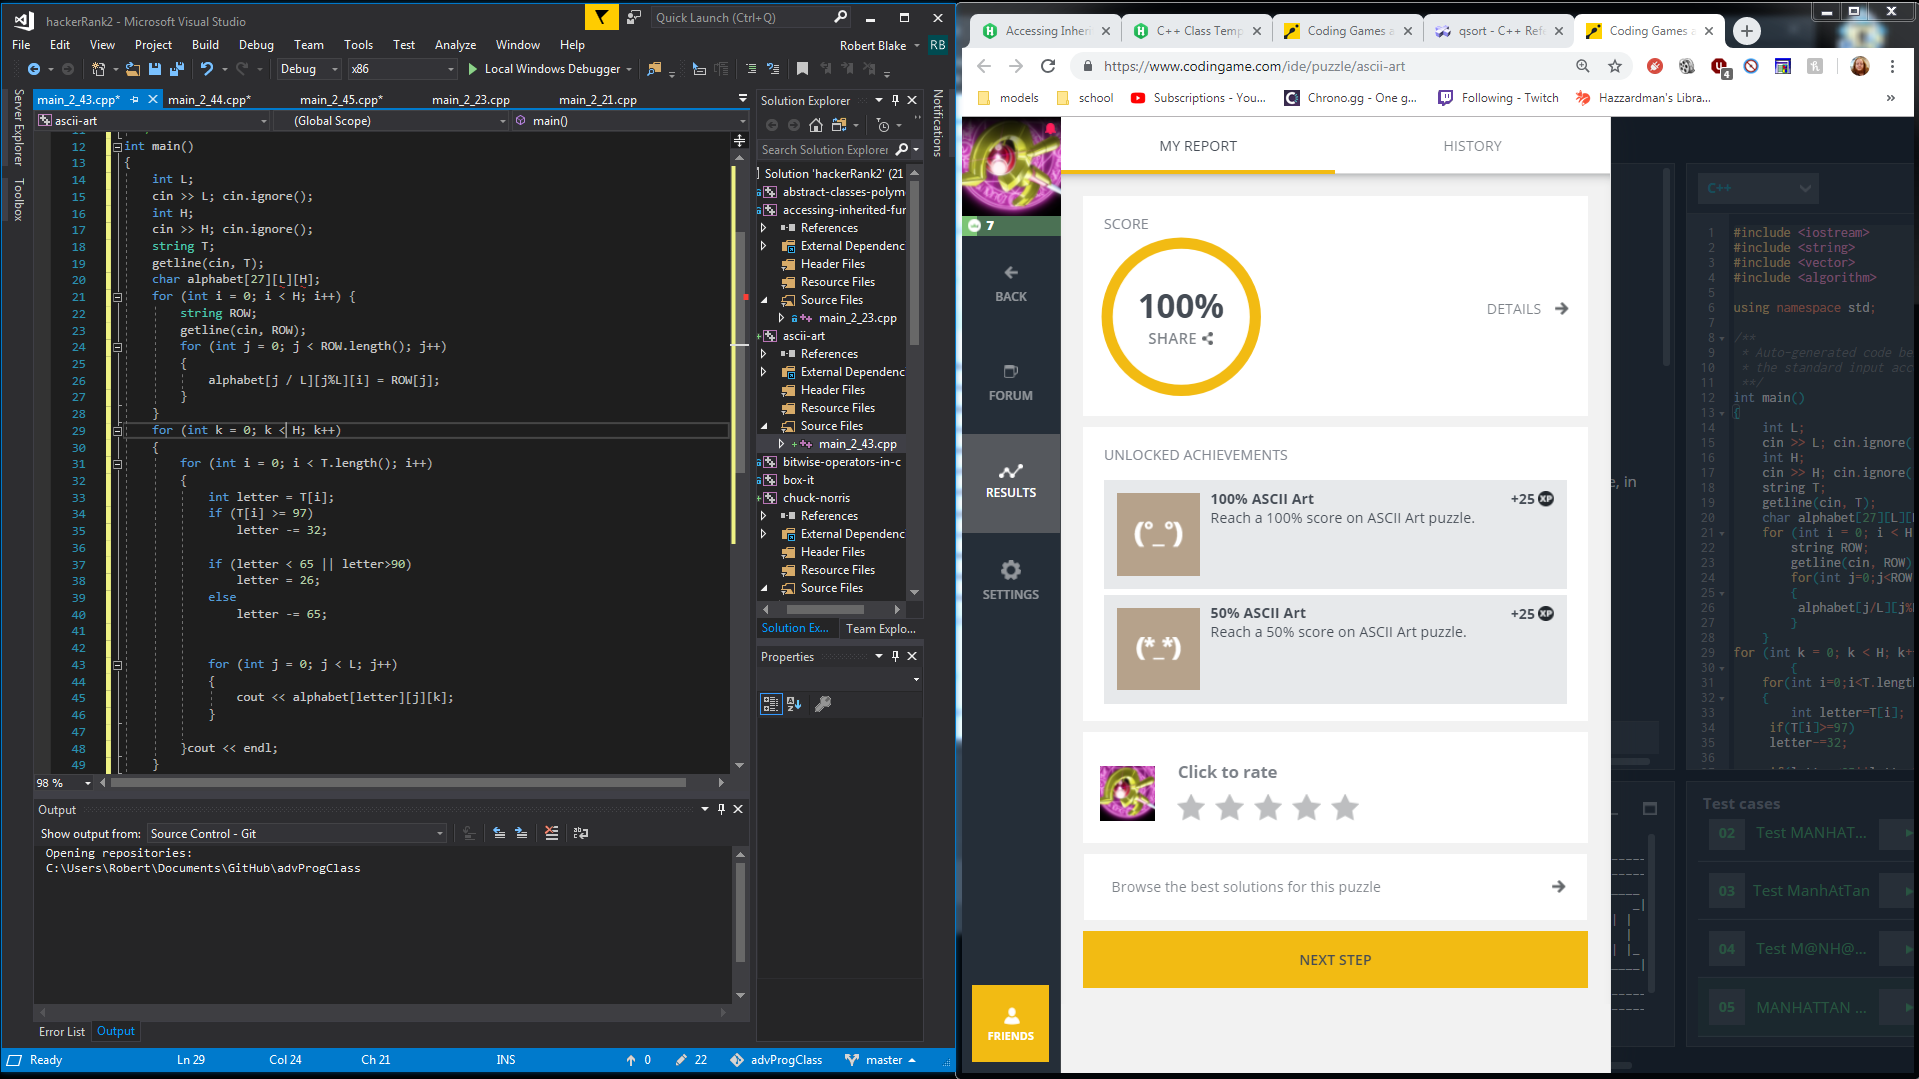 hackerRank2 - Microsoft Visual Studio
Quick Launch (Ctrl+Q)
File Edit View Project Build Debug Team Tools Test Analyze Window Help
Robert Blake RB
Debug x86 Local Windows Debugger
Server Explorer
Toolbox
main_2_43.cpp* main_2_44.cpp* main_2_45.cpp* main_2_23.cpp main_2_21.cpp
ascii-art (Global Scope) main()
12 int main()
13 {
14 int L;
15 cin >> L; cin.ignore();
16 int H;
17 cin >> H; cin.ignore();
18 string T;
19 getline(cin, T);
20 char alphabet[27][L][H];
21 for (int i = 0; i < H; i++) {
22 string ROW;
23 getline(cin, ROW);
24 for (int j = 0; j < ROW.length(); j++)
25 {
26 alphabet[j / L][j%L][i] = ROW[j];
27 }
28 }
29 for (int k = 0; k < H; k++)
30 {
31 for (int i = 0; i < T.length(); i++)
32 {
33 int letter = T[i];
34 if (T[i] >= 97)
35 letter -= 32;
36
37 if (letter < 65 || letter>90)
38 letter = 26;
39 else
40 letter -= 65;
41
42
43 for (int j = 0; j < L; j++)
44 {
45 cout << alphabet[letter][j][k];
46 }
47
48 }cout << endl;
49 }
98 %
Output
Show output from: Source Control - Git
Opening repositories:
C:\Users\Robert\Documents\GitHub\advProgClass
Error List Output
Ready Ln 29 Col 24 Ch 21 INS 0 22 advProgClass master
Solution Explorer
Search Solution Explorer
Solution 'hackerRank2' (21
abstract-classes-polym
accessing-inherited-fur
References
External Dependenc
Header Files
Resource Files
Source Files
main_2_23.cpp
ascii-art
References
External Dependenc
Header Files
Resource Files
Source Files
main_2_43.cpp
bitwise-operators-in-c
box-it
chuck-norris
References
External Dependenc
Header Files
Resource Files
Source Files
Solution Ex... Team Explo...
Properties
Notifications
Accessing Inheri C++ Class Temp Coding Games a qsort - C++ Refe Coding Games a
https://www.codingame.com/ide/puzzle/ascii-art
4
models school Subscriptions - You... Chrono.gg - One g... Following - Twitch Hazzardman's Libra... »
7
BACK
FORUM
RESULTS
SETTINGS
FRIENDS
MY REPORT HISTORY
SCORE
100%
SHARE
DETAILS
UNLOCKED ACHIEVEMENTS
(°_°)
100% ASCII Art +25 XP
Reach a 100% score on ASCII Art puzzle.
(*_*)
50% ASCII Art +25 XP
Reach a 50% score on ASCII Art puzzle.
Click to rate
Browse the best solutions for this puzzle
NEXT STEP
e, in
C++
1 #include <iostream>
2 #include <string>
3 #include <vector>
4 #include <algorithm>
5
6 using namespace std;
7
8 /**
9 * Auto-generated code be
10 * the standard input acc
11 **/
12 int main()
13 {
14 int L;
15 cin >> L; cin.ignore(
16 int H;
17 cin >> H; cin.ignore(
18 string T;
19 getline(cin, T);
20 char alphabet[27][L][
21 for (int i = 0; i < H
22 string ROW;
23 getline(cin, ROW)
24 for(int j=0;j<ROW
25 {
26 alphabet[j/L][j%
27 }
28 }
29 for (int k = 0; k < H; k+
30 {
31 for(int i=0;i<T.lengt
32 {
33 int letter=T[i];
34 if(T[i]>=97)
35 letter-=32;
36
Test cases
02 Test MANHAT...
03 Test ManhAtTan
04 Test M@NH@...
05 MANHATTAN ...